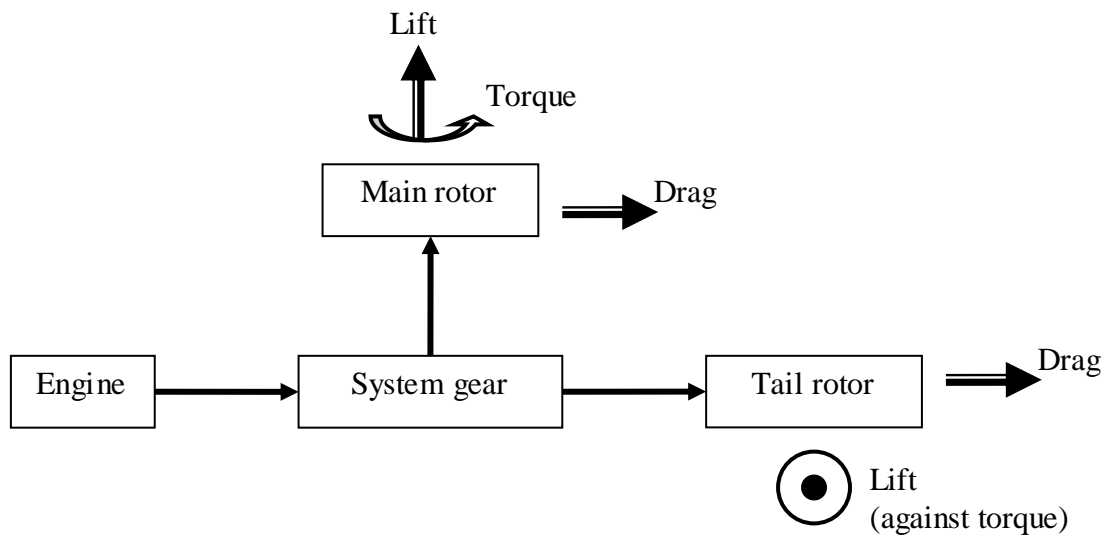 Lift
Torque
Main rotor
Drag
Engine
System gear
Tail rotor
Drag
Lift
(against torque)